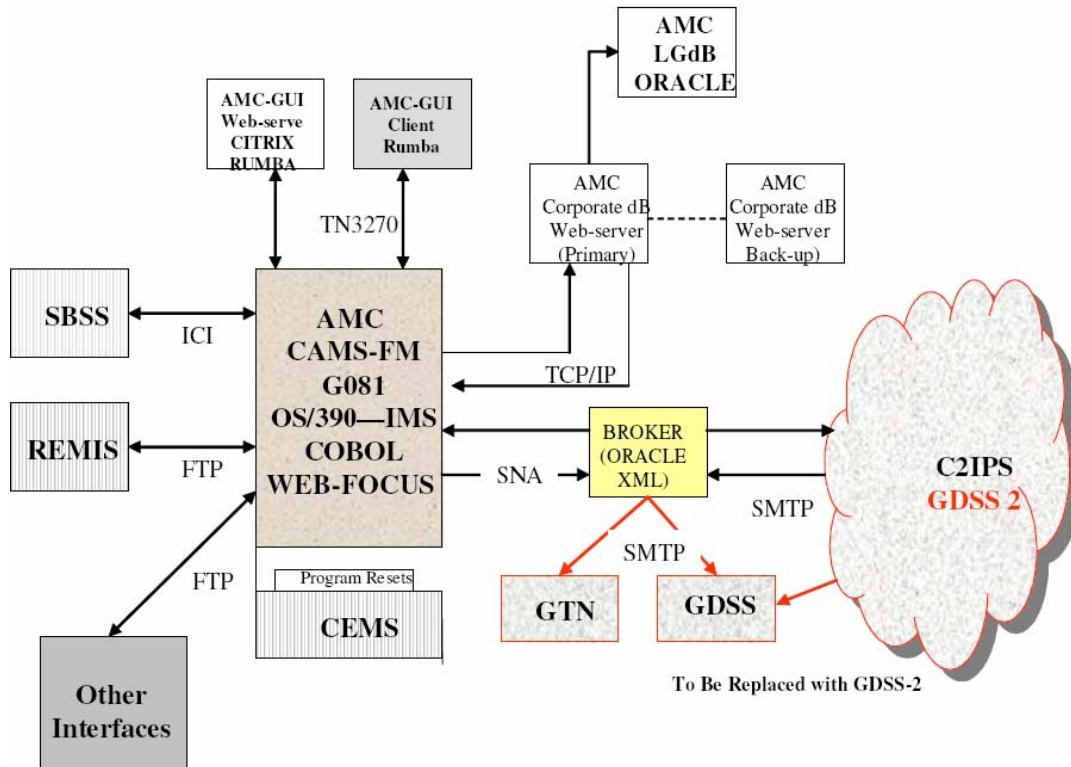 AMC
LGdB
ORACLE
AMC-GUI
Web-serve
CITRIX
RUMBA
AMC-GUI
Client
Rumba
AMC
Corporate dB
Web-server
(Primary)
AMC
Corporate dB
Web-server
Back-up)
TN3270
SBSS
ICI
AMC
CAMS-FM
G081
OS/390—IMS
COBOL
WEB-FOCUS
TCP/IP
REMIS
FTP
SNA
BROKER
(ORACLE
XML)
C2IPS
GDSS 2
SMTP
SMTP
FTP
Program Resets
CEMS
GTN
GDSS
To Be Replaced with GDSS-2
Other
Interfaces